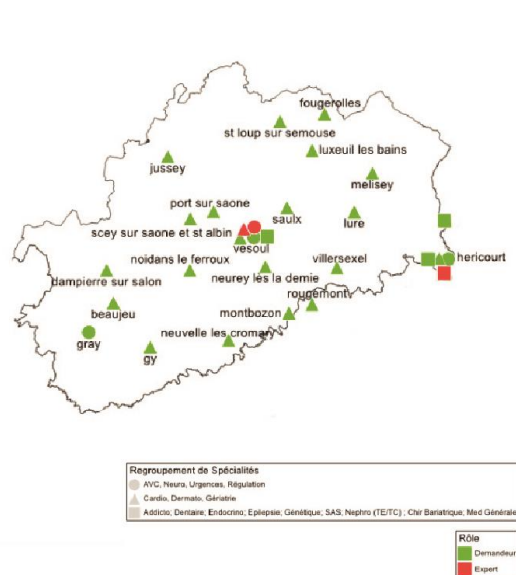 fougerolles
st loup sur semouse
luxeuil les bains
jussey
melisey
port sur saone
saulx
lure
scey sur saone et st albin
vesoul
hericourt
noidans le ferroux
villersexel
dampierre sur salon
neurey les la demie
rougemont
beaujeu
montbozon
neuvelle les cromary
gray
gy
Regroupement de Spécialités
AVC, Neuro, Urgences, Régulation
Cardio, Dermato, Gériatrie
Addicto; Dentaire; Endocrino; Epilepsie; Génétique; SAS; Nephro (TE/TC) ; Chir Bariatrique; Med Générale
Rôle
Demandeur
Expert